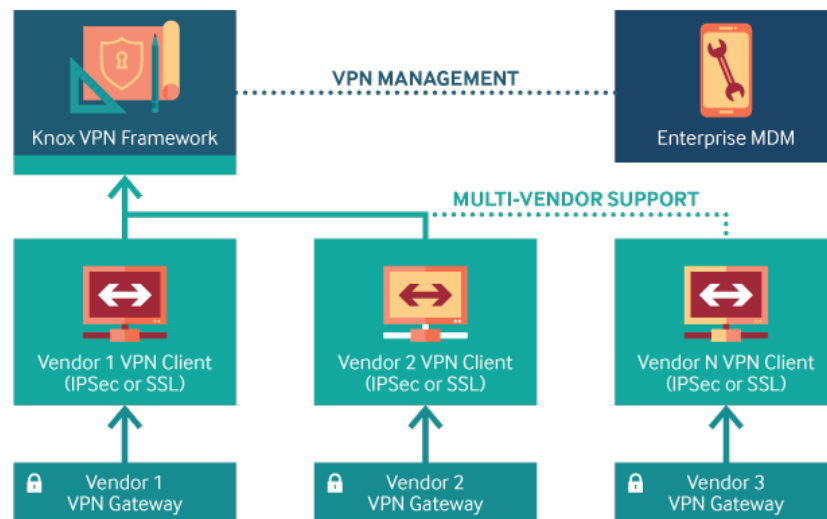 VPN MANAGEMENT
Knox VPN Framework
Enterprise MDM
MULTI-VENDOR SUPPORT
Vendor 1 VPN Client
(IPSec or SSL)
Vendor 2 VPN Client
(IPSec or SSL)
Vendor N VPN Client
(IPSec or SSL)
Vendor 1
VPN Gateway
Vendor 2
VPN Gateway
Vendor 3
VPN Gateway